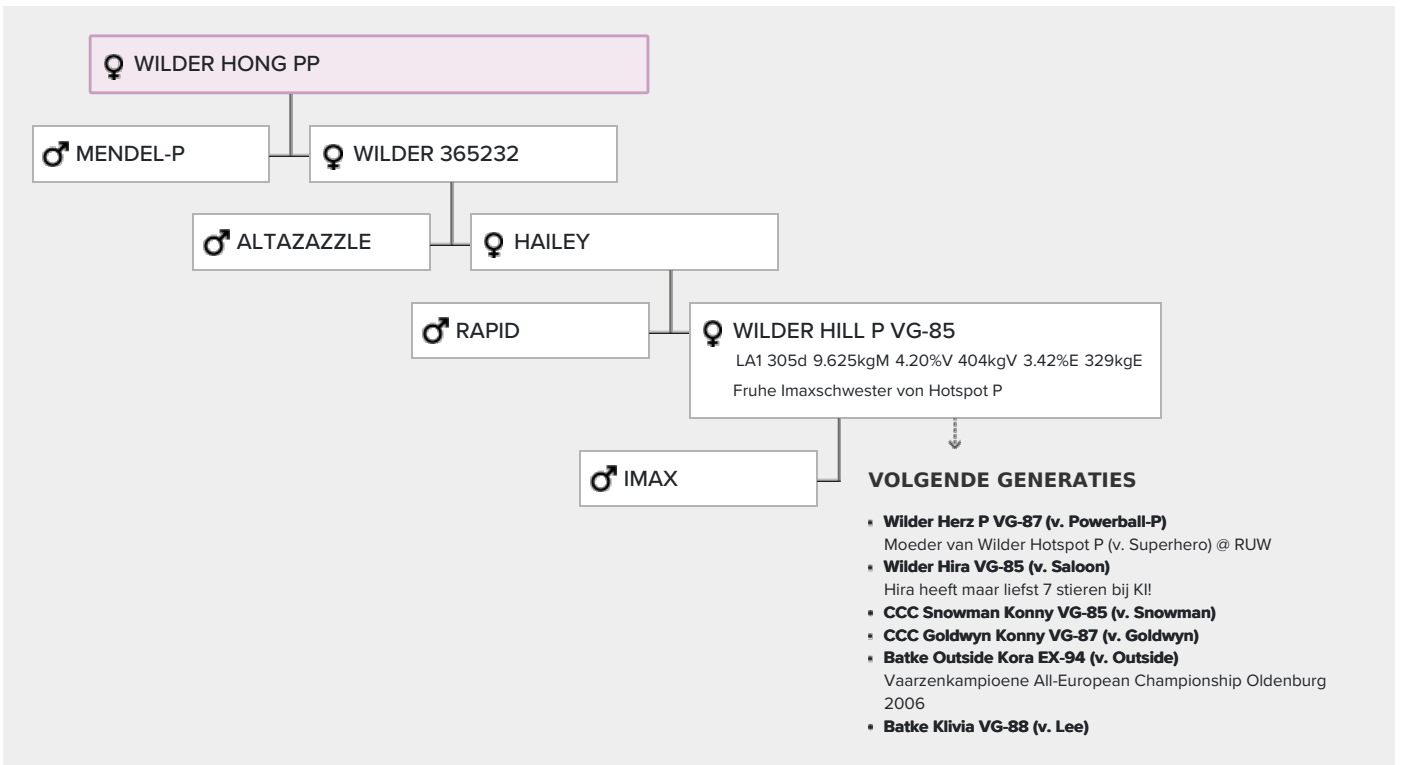 WILDER HONG PP
MENDEL-P
WILDER 365232
ALTAZAZZLE
HAILEY
RAPID
WILDER HILL P VG-85
LA1 305d 9.625kgM 4.20%V 404kgV 3.42%E 329kgE
Fruhe Imaxschwester von Hotspot P
IMAX
VOLGENDE GENERATIES
Wilder Herz P VG-87 (v. Powerball-P)
Moeder van Wilder Hotspot P (v. Superhero) @ RUW
Wilder Hira VG-85 (v. Saloon)
Hira heeft maar liefst 7 stieren bij KI!
CCC Snowman Konny VG-85 (v. Snowman)
CCC Goldwyn Konny VG-87 (v. Goldwyn)
Batke Outside Kora EX-94 (v. Outside)
Vaarzenkampioene All-European Championship Oldenburg
2006
Batke Klivia VG-88 (v. Lee)